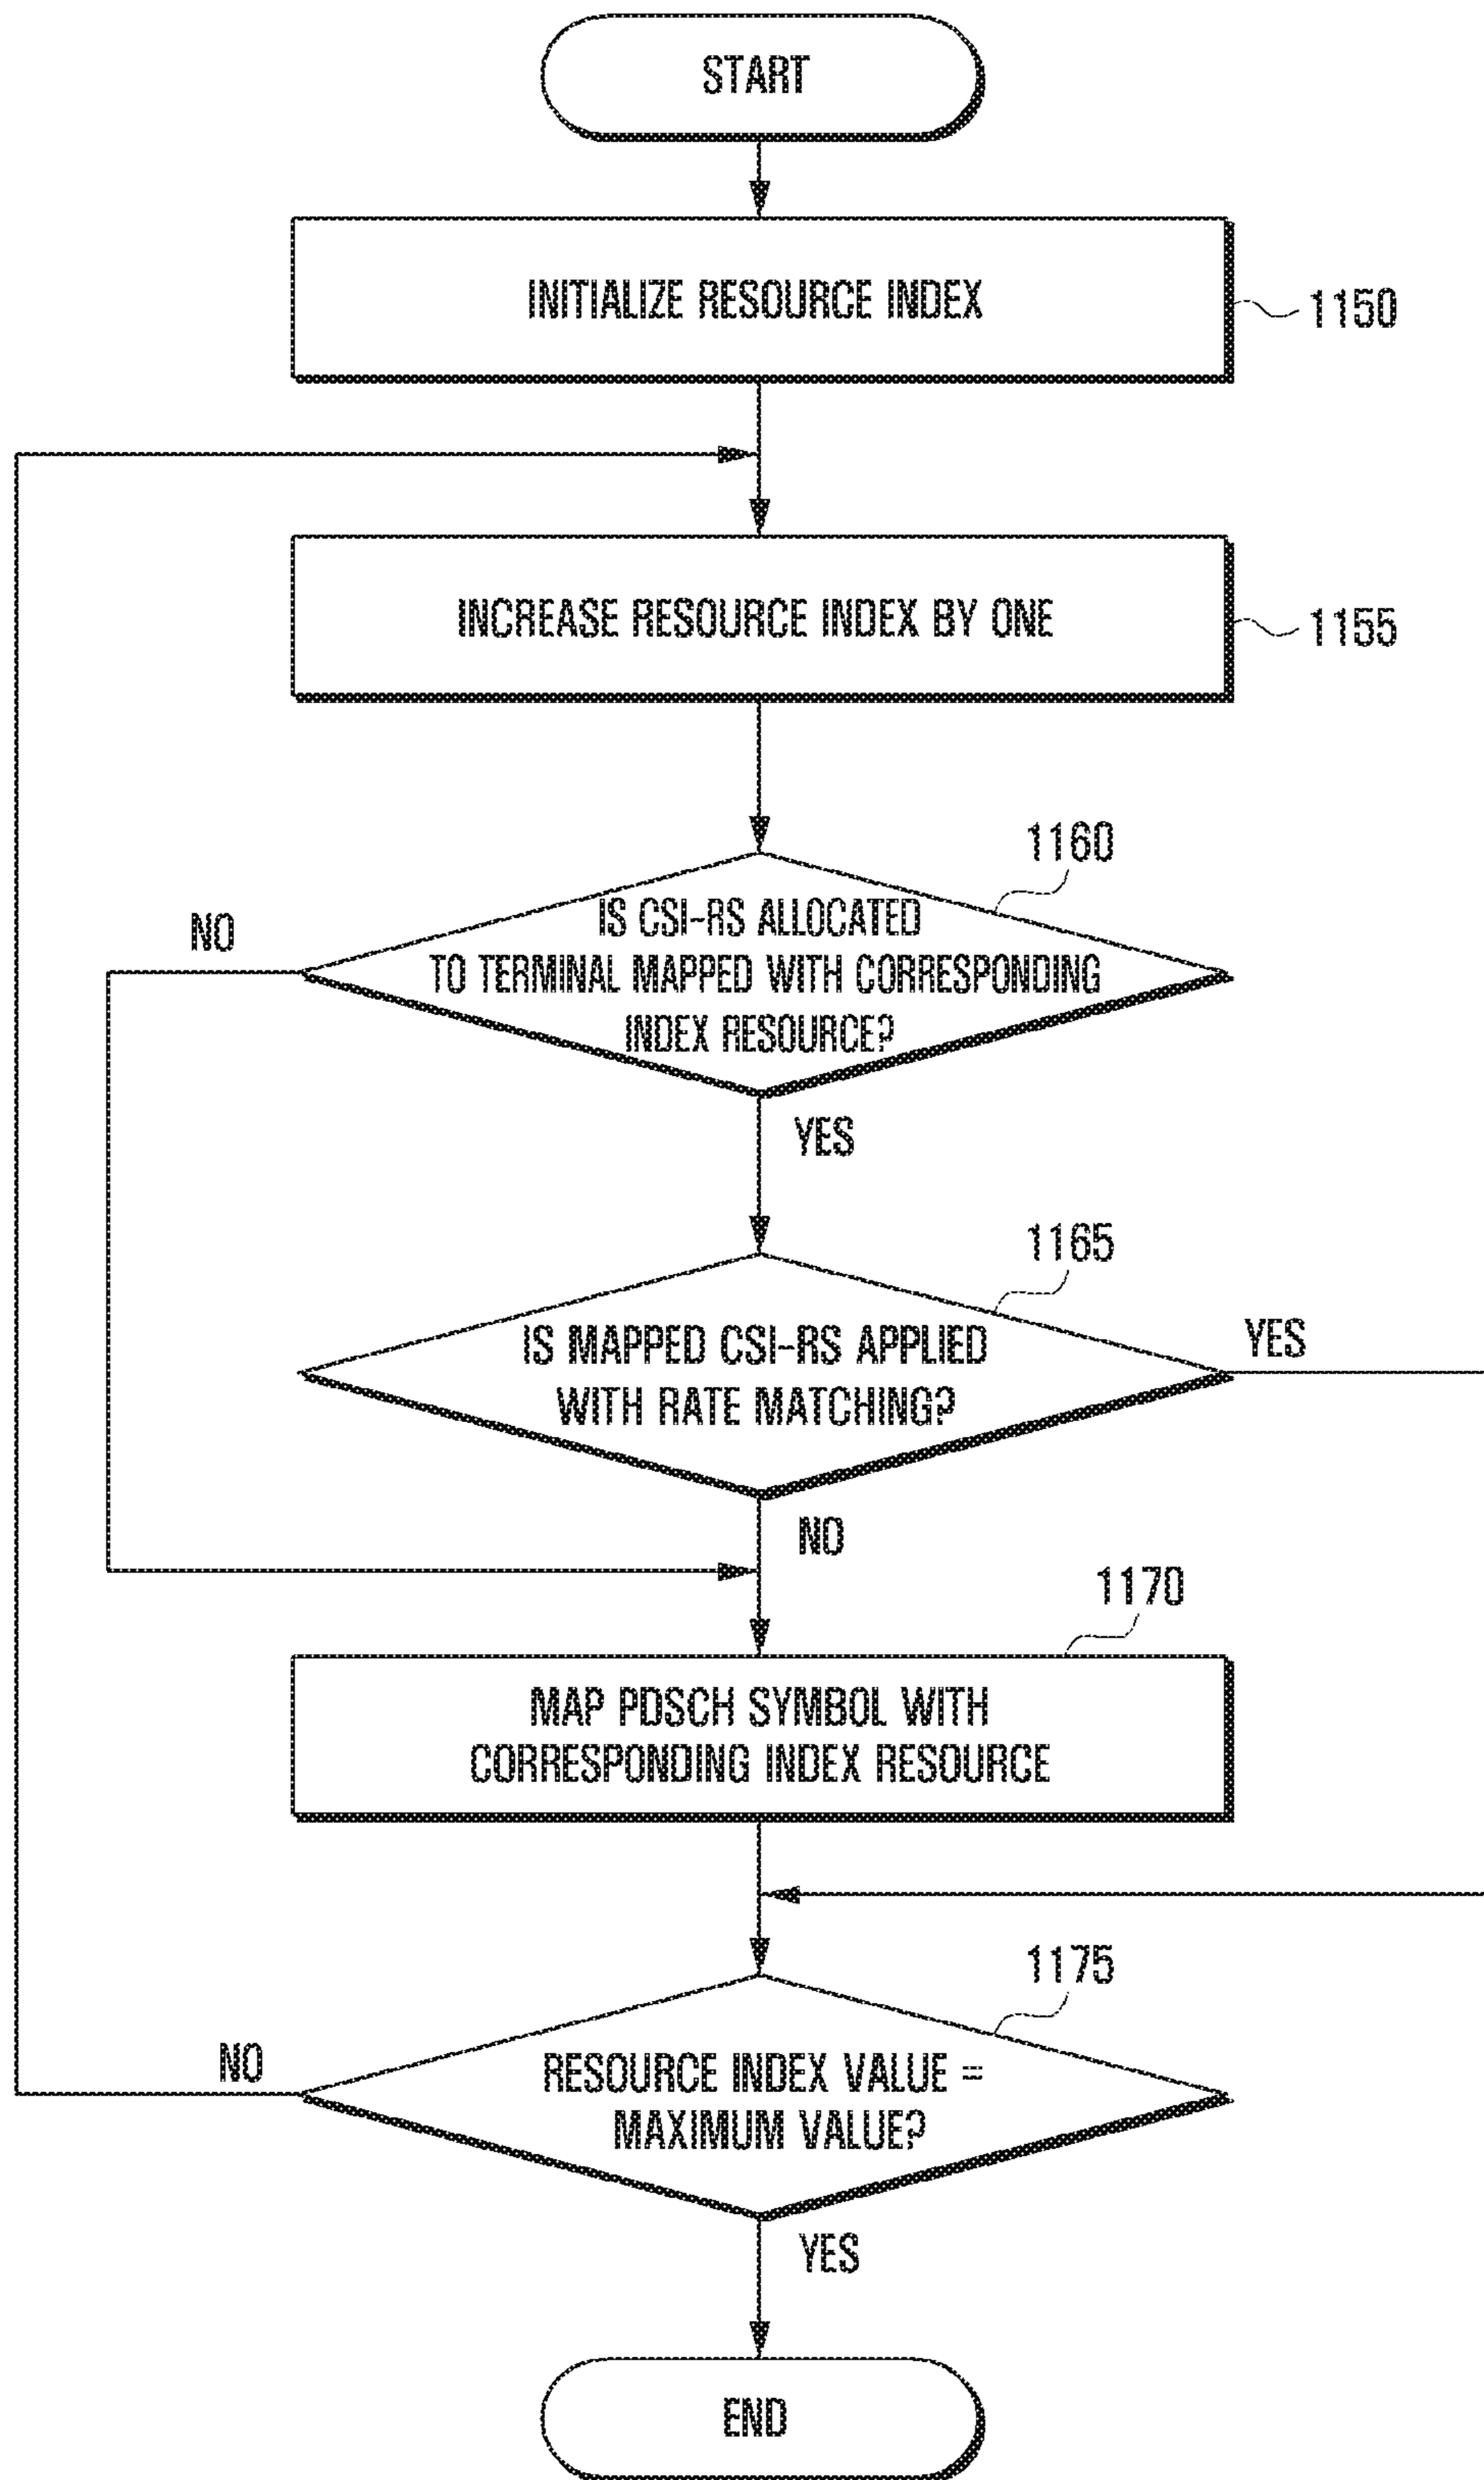 START
INITIALIZE RESOURCE INDEX
1150
INCREASE RESOURCE INDEX BY ONE
1155
1160
NO
IS CSI-RS ALLOCATED
TO TERMINAL MAPPED WITH CORRESPONDING
INDEX RESOURCE?
YES
1165
IS MAPPED CSI-RS APPLIED
WITH RATE MATCHING?
YES
NO
1170
MAP PDSCH SYMBOL WITH
CORRESPONDING INDEX RESOURCE
1175
NO
RESOURCE INDEX VALUE =
MAXIMUM VALUE?
YES
END